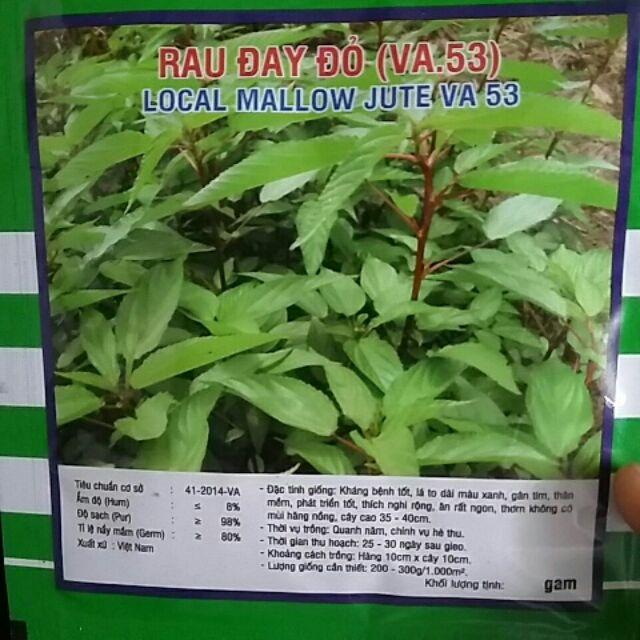 RAU ĐAY ĐỎ (VA.53)
LOCAL MALLOW JUTE VA 53
Tiêu chuẩn cơ sở : 41-2014-VA
Ẩm độ (Hum) : ≤ 8%
Độ sạch (Pur) : ≥ 98%
Tỉ lệ nẩy mầm (Germ) : ≥ 80%
Xuất xứ : Việt Nam
- Đặc tính giống: Kháng bệnh tốt, lá to dài màu xanh, gân tím, thân
mềm, phát triển tốt, thích nghi rộng, ăn rất ngon, thơm không có
mùi hăng nồng, cây cao 35 - 40cm.
- Thời vụ trồng: Quanh năm, chính vụ hè thu.
- Thời gian thu hoạch: 25 - 30 ngày sau gieo.
- Khoảng cách trồng: Hàng 10cm x cây 10cm.
- Lượng giống cần thiết: 200 - 300g/1.000m².
Khối lượng tịnh: gam